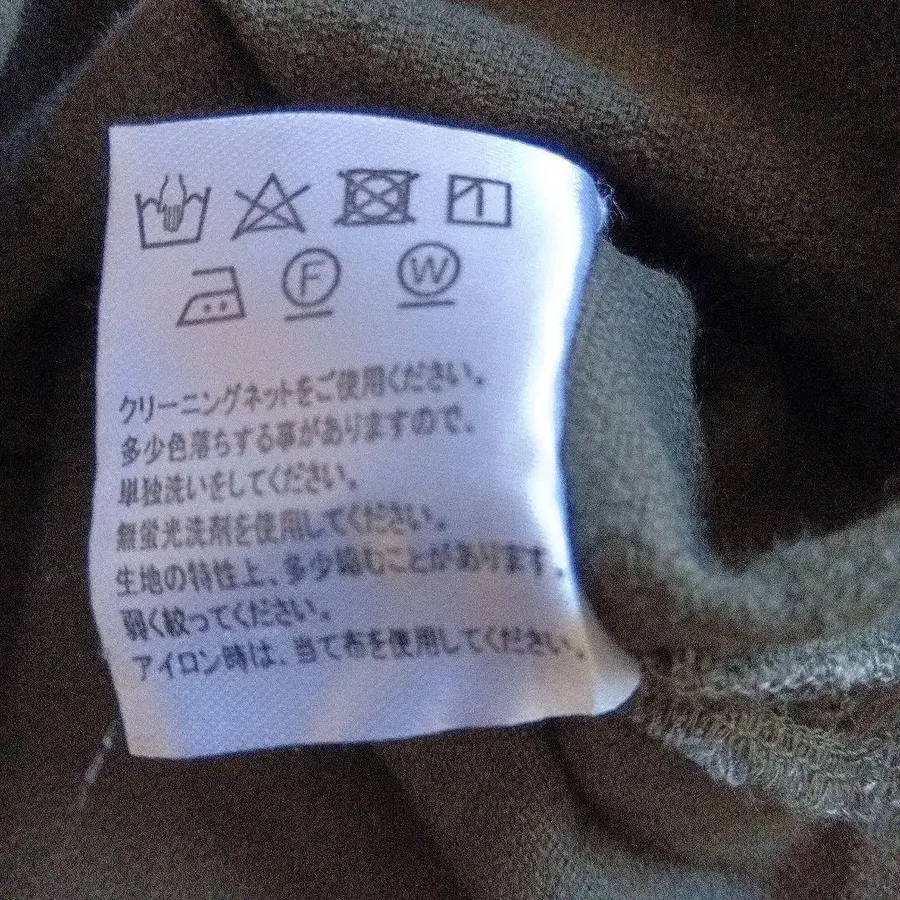 F W
クリーニングネットをご使用ください。
多少色落ちする事がありますので、
単独洗いをしてください。
無蛍光洗剤を使用してください。
生地の特性上、多少縮むことがあります。
弱く絞ってください。
アイロン時は、当て布を使用してください。